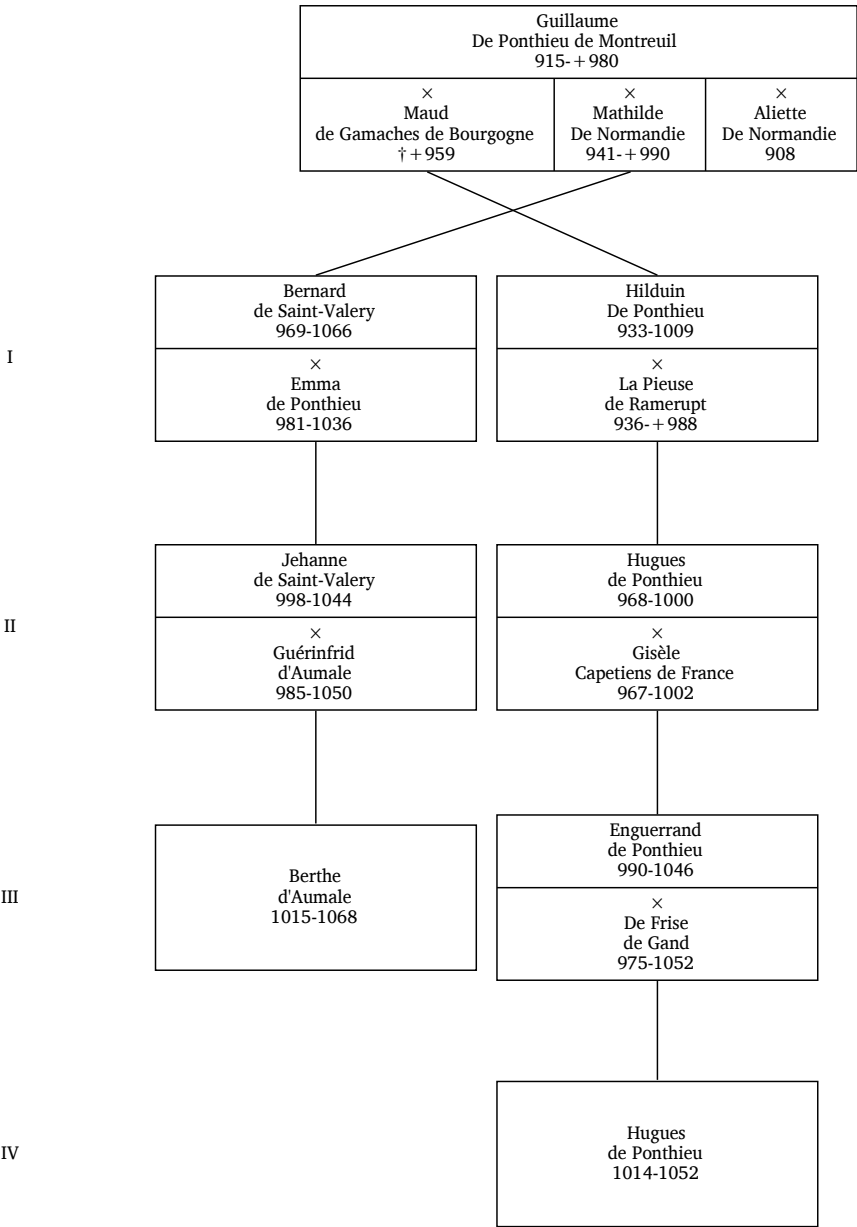 Guillaume
De Ponthieu de Montreuil
915-+980
×
Maud
de Gamaches de Bourgogne
†+959
×
Mathilde
De Normandie
941-+990
×
Aliette
De Normandie
908
I
Bernard
de Saint-Valery
969-1066
×
Emma
de Ponthieu
981-1036
Hilduin
De Ponthieu
933-1009
×
La Pieuse
de Ramerupt
936-+988
II
Jehanne
de Saint-Valery
998-1044
×
Guérinfrid
d'Aumale
985-1050
Hugues
de Ponthieu
968-1000
×
Gisèle
Capetiens de France
967-1002
III
Berthe
d'Aumale
1015-1068
Enguerrand
de Ponthieu
990-1046
×
De Frise
de Gand
975-1052
IV
Hugues
de Ponthieu
1014-1052